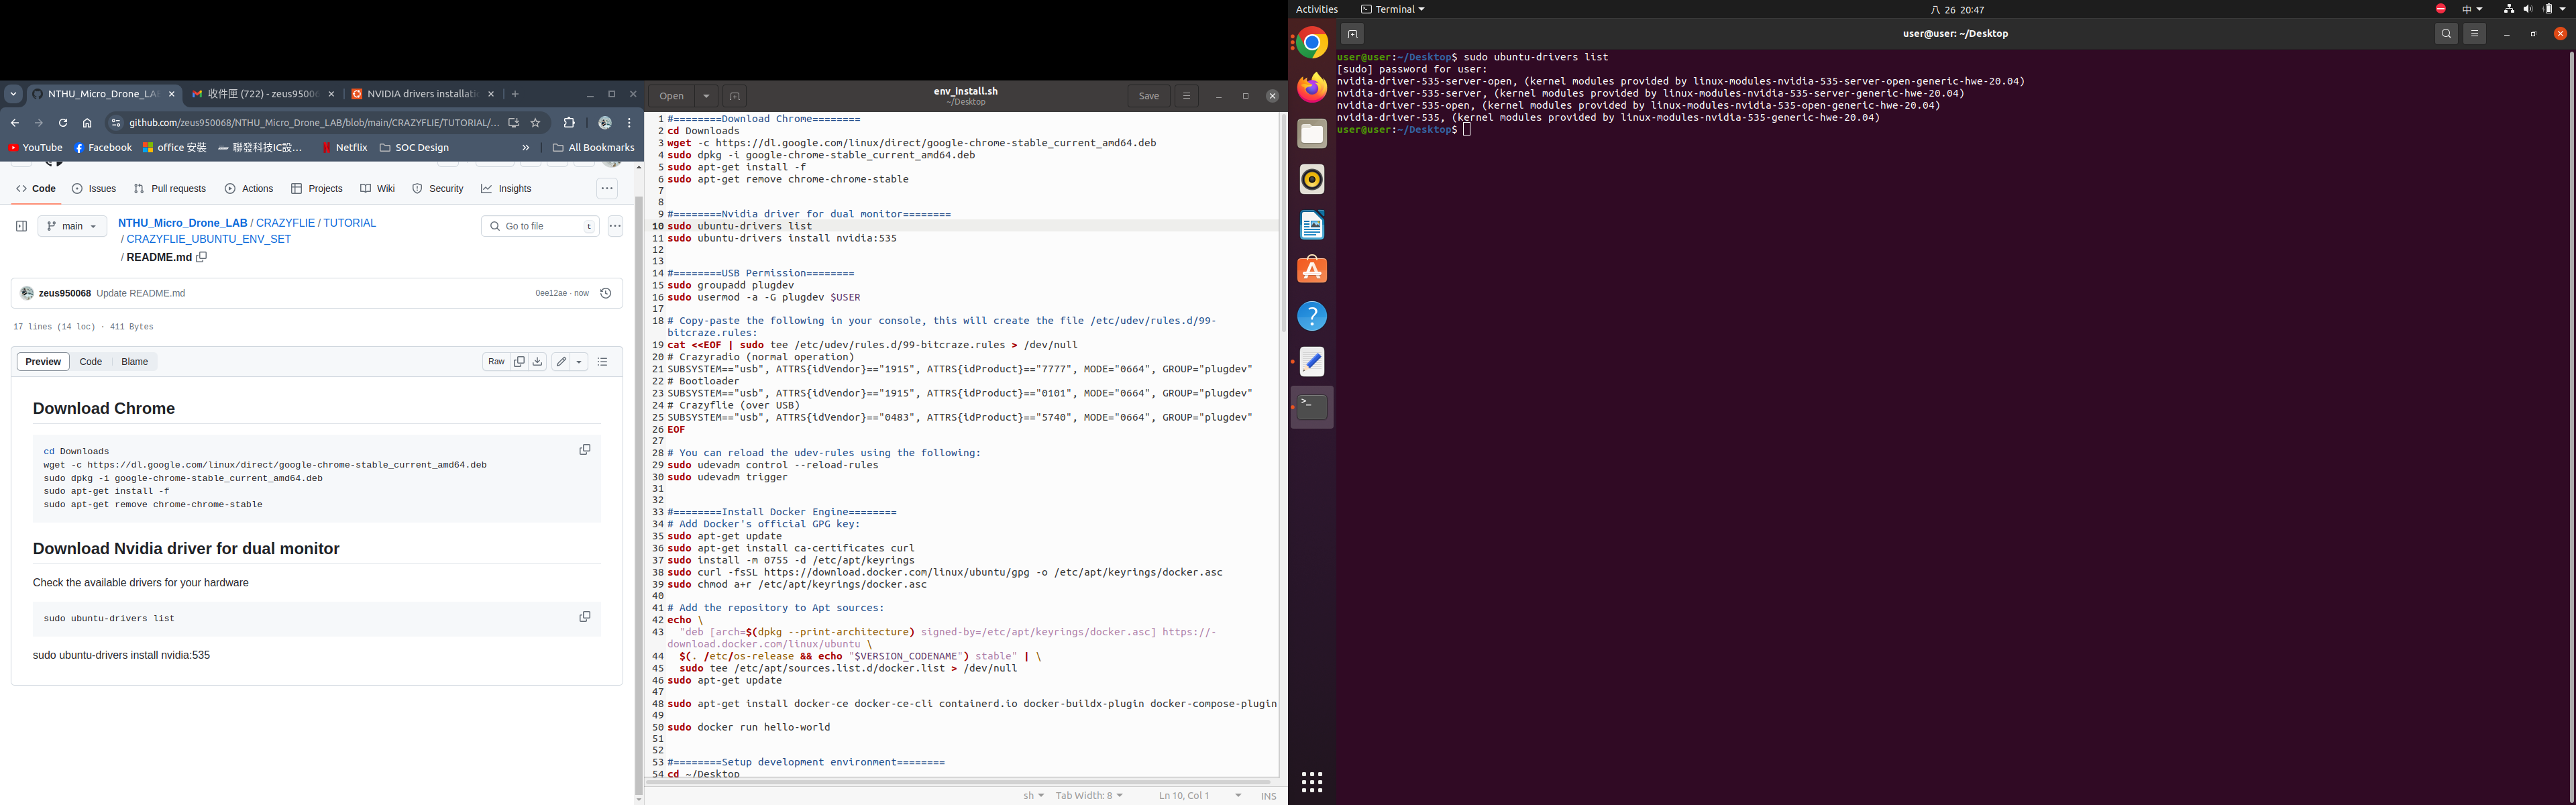 NTHU_Micro_Drone_LA
收件匣 (722) - zeus9500
NVIDIA drivers installati
github.com/zeus950068/NTHU_Micro_Drone_LAB/blob/main/CRAZYFLIE/TUTORIAL/...
YouTube
Facebook
office 安裝
聯發科技IC設...
Netflix
SOC Design
»
All Bookmarks
Code
Issues
Pull requests
Actions
Projects
Wiki
Security
Insights
main
NTHU_Micro_Drone_LAB / CRAZYFLIE / TUTORIAL
/ CRAZYFLIE_UBUNTU_ENV_SET
/ README.md
Go to file
t
zeus950068 Update README.md
0ee12ae · now
17 lines (14 loc) · 411 Bytes
Preview
Code
Blame
Raw
Download Chrome
cd Downloads
wget -c https://dl.google.com/linux/direct/google-chrome-stable_current_amd64.deb
sudo dpkg -i google-chrome-stable_current_amd64.deb
sudo apt-get install -f
sudo apt-get remove chrome-chrome-stable
Download Nvidia driver for dual monitor
Check the available drivers for your hardware
sudo ubuntu-drivers list
sudo ubuntu-drivers install nvidia:535
Open
env_install.sh
~/Desktop
Save
1 #========Download Chrome========
2 cd Downloads
3 wget -c https://dl.google.com/linux/direct/google-chrome-stable_current_amd64.deb
4 sudo dpkg -i google-chrome-stable_current_amd64.deb
5 sudo apt-get install -f
6 sudo apt-get remove chrome-chrome-stable
7
8
9 #========Nvidia driver for dual monitor========
10 sudo ubuntu-drivers list
11 sudo ubuntu-drivers install nvidia:535
12
13
14 #========USB Permission========
15 sudo groupadd plugdev
16 sudo usermod -a -G plugdev $USER
17
18 # Copy-paste the following in your console, this will create the file /etc/udev/rules.d/99-
bitcraze.rules:
19 cat <<EOF | sudo tee /etc/udev/rules.d/99-bitcraze.rules > /dev/null
20 # Crazyradio (normal operation)
21 SUBSYSTEM=="usb", ATTRS{idVendor}=="1915", ATTRS{idProduct}=="7777", MODE="0664", GROUP="plugdev"
22 # Bootloader
23 SUBSYSTEM=="usb", ATTRS{idVendor}=="1915", ATTRS{idProduct}=="0101", MODE="0664", GROUP="plugdev"
24 # Crazyflie (over USB)
25 SUBSYSTEM=="usb", ATTRS{idVendor}=="0483", ATTRS{idProduct}=="5740", MODE="0664", GROUP="plugdev"
26 EOF
27
28 # You can reload the udev-rules using the following:
29 sudo udevadm control --reload-rules
30 sudo udevadm trigger
31
32
33 #========Install Docker Engine========
34 # Add Docker's official GPG key:
35 sudo apt-get update
36 sudo apt-get install ca-certificates curl
37 sudo install -m 0755 -d /etc/apt/keyrings
38 sudo curl -fsSL https://download.docker.com/linux/ubuntu/gpg -o /etc/apt/keyrings/docker.asc
39 sudo chmod a+r /etc/apt/keyrings/docker.asc
40
41 # Add the repository to Apt sources:
42 echo \
43 "deb [arch=$(dpkg --print-architecture) signed-by=/etc/apt/keyrings/docker.asc] https://-
download.docker.com/linux/ubuntu \
44 $(. /etc/os-release && echo "$VERSION_CODENAME") stable" | \
45 sudo tee /etc/apt/sources.list.d/docker.list > /dev/null
46 sudo apt-get update
47
48 sudo apt-get install docker-ce docker-ce-cli containerd.io docker-buildx-plugin docker-compose-plugin
49
50 sudo docker run hello-world
51
52
53 #========Setup development environment========
54 cd ~/Desktop
sh
Tab Width: 8
Ln 10, Col 1
INS
Activities
Terminal
八 26 20:47
中
user@user: ~/Desktop
user@user:~/Desktop$ sudo ubuntu-drivers list
[sudo] password for user:
nvidia-driver-535-server-open, (kernel modules provided by linux-modules-nvidia-535-server-open-generic-hwe-20.04)
nvidia-driver-535-server, (kernel modules provided by linux-modules-nvidia-535-server-generic-hwe-20.04)
nvidia-driver-535-open, (kernel modules provided by linux-modules-nvidia-535-open-generic-hwe-20.04)
nvidia-driver-535, (kernel modules provided by linux-modules-nvidia-535-generic-hwe-20.04)
user@user:~/Desktop$